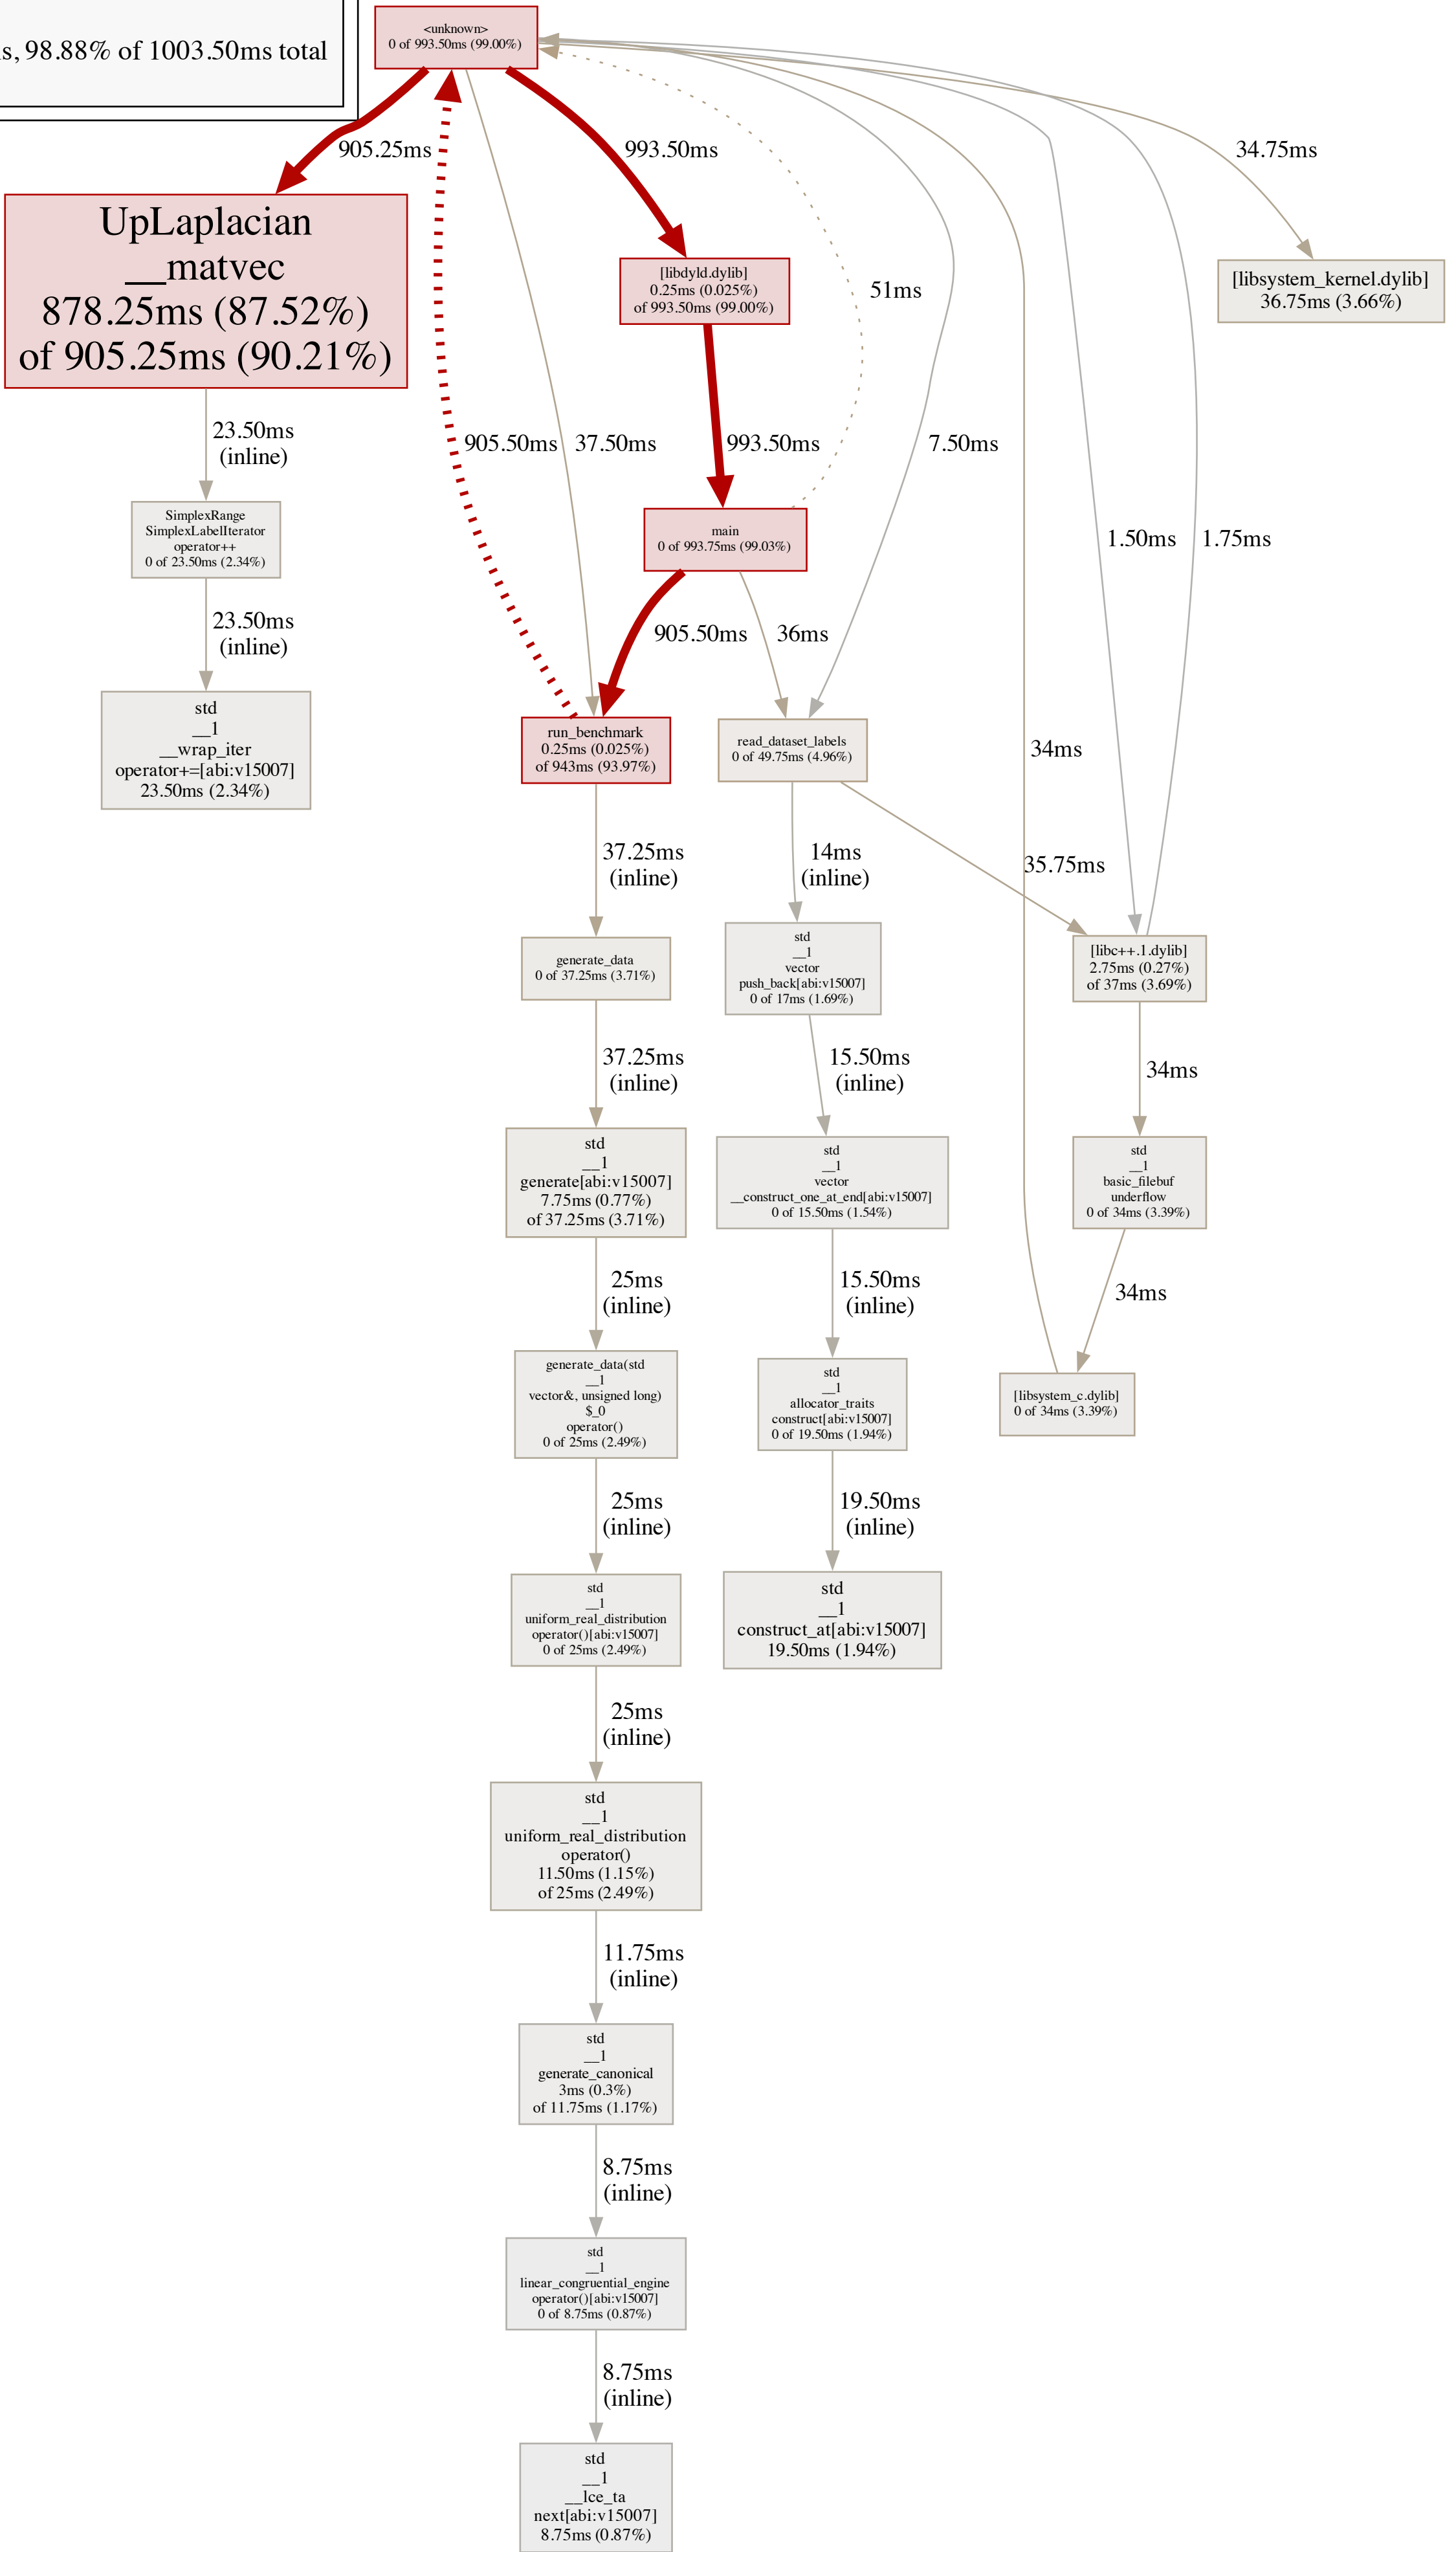 s, 98.88% of 1003.50ms total
<unknown>
0 of 993.50ms (99.00%)
905.25ms
993.50ms
34.75ms
UpLaplacian
__matvec
878.25ms (87.52%)
of 905.25ms (90.21%)
[libdyld.dylib]
0.25ms (0.025%)
of 993.50ms (99.00%)
51ms
[libsystem_kernel.dylib]
36.75ms (3.66%)
23.50ms
(inline)
905.50ms
37.50ms
993.50ms
7.50ms
SimplexRange
SimplexLabelIterator
operator++
0 of 23.50ms (2.34%)
main
0 of 993.75ms (99.03%)
1.50ms
1.75ms
23.50ms
(inline)
905.50ms
36ms
std
__1
__wrap_iter
operator+=[abi:v15007]
23.50ms (2.34%)
run_benchmark
0.25ms (0.025%)
of 943ms (93.97%)
read_dataset_labels
0 of 49.75ms (4.96%)
34ms
37.25ms
(inline)
14ms
(inline)
35.75ms
generate_data
0 of 37.25ms (3.71%)
std
__1
vector
push_back[abi:v15007]
0 of 17ms (1.69%)
[libc++.1.dylib]
2.75ms (0.27%)
of 37ms (3.69%)
37.25ms
(inline)
15.50ms
(inline)
34ms
std
__1
generate[abi:v15007]
7.75ms (0.77%)
of 37.25ms (3.71%)
std
__1
vector
__construct_one_at_end[abi:v15007]
0 of 15.50ms (1.54%)
std
__1
basic_filebuf
underflow
0 of 34ms (3.39%)
25ms
(inline)
15.50ms
(inline)
34ms
generate_data(std
__1
vector&, unsigned long)
$_0
operator()
0 of 25ms (2.49%)
std
__1
allocator_traits
construct[abi:v15007]
0 of 19.50ms (1.94%)
[libsystem_c.dylib]
0 of 34ms (3.39%)
25ms
(inline)
19.50ms
(inline)
std
__1
uniform_real_distribution
operator()[abi:v15007]
0 of 25ms (2.49%)
std
__1
construct_at[abi:v15007]
19.50ms (1.94%)
25ms
(inline)
std
__1
uniform_real_distribution
operator()
11.50ms (1.15%)
of 25ms (2.49%)
11.75ms
(inline)
std
__1
generate_canonical
3ms (0.3%)
of 11.75ms (1.17%)
8.75ms
(inline)
std
__1
linear_congruential_engine
operator()[abi:v15007]
0 of 8.75ms (0.87%)
8.75ms
(inline)
std
__1
__lce_ta
next[abi:v15007]
8.75ms (0.87%)